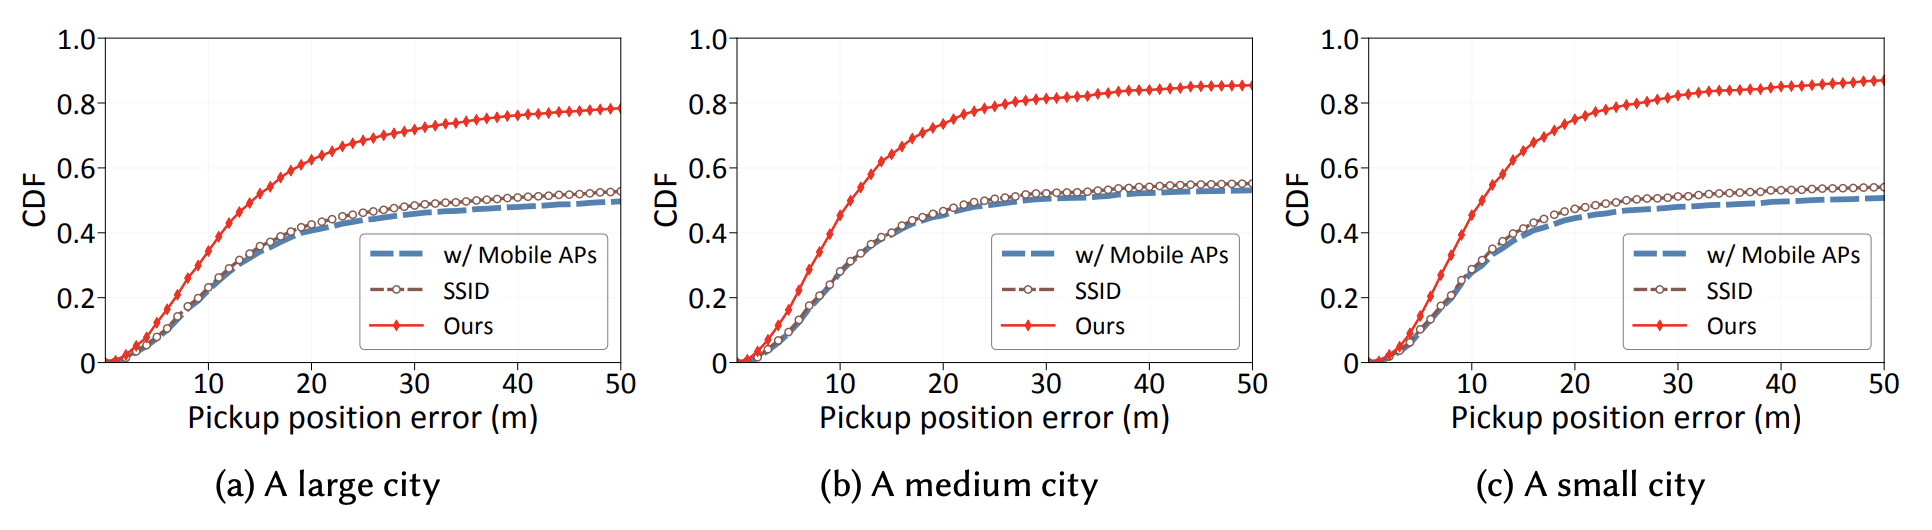 1.0
0.8
0.6
0.4
0.2
0
CDF
w/ Mobile APs
SSID
Ours
10 20 30 40 50
Pickup position error (m)
(a) A large city
1.0
0.8
0.6
0.4
0.2
0
CDF
w/ Mobile APs
SSID
Ours
10 20 30 40 50
Pickup position error (m)
(b) A medium city
1.0
0.8
0.6
0.4
0.2
0
CDF
w/ Mobile APs
SSID
Ours
10 20 30 40 50
Pickup position error (m)
(c) A small city